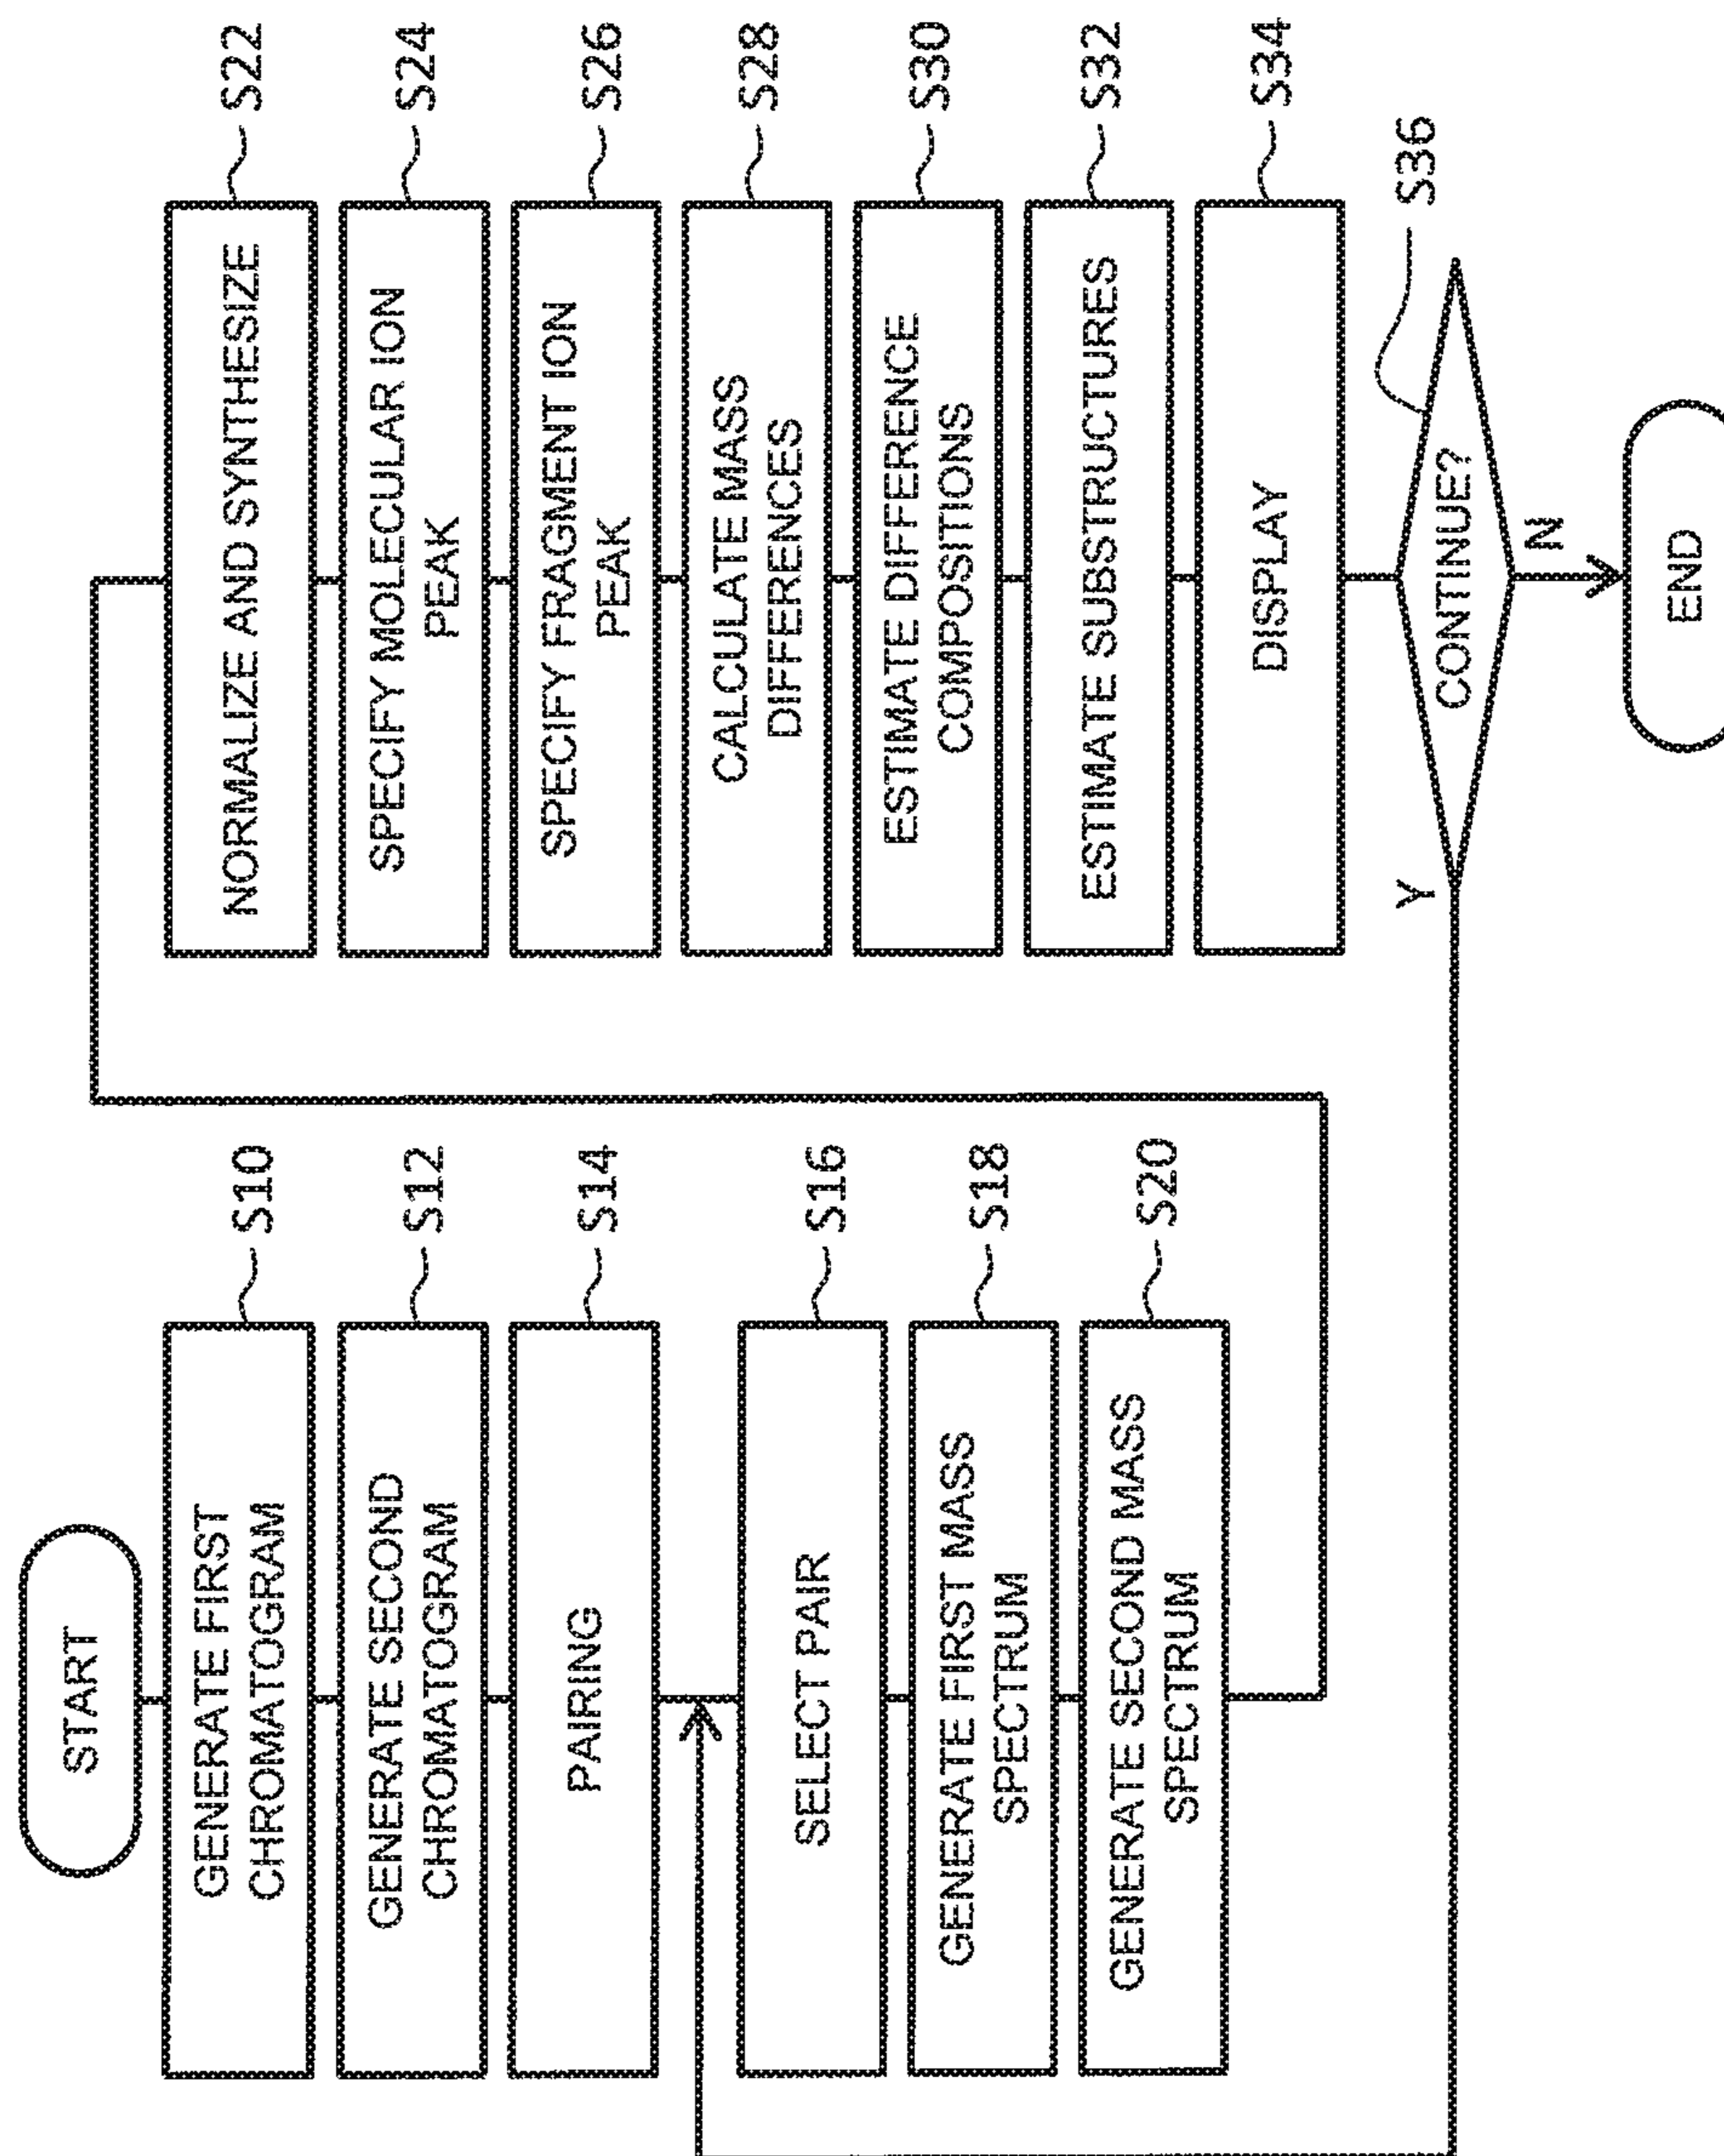 START
GENERATE FIRST
CHROMATOGRAM
S10
GENERATE SECOND
CHROMATOGRAM
S12
PAIRING
S14
SELECT PAIR
S16
GENERATE FIRST MASS
SPECTRUM
S18
GENERATE SECOND MASS
SPECTRUM
S20
NORMALIZE AND SYNTHESIZE
S22
SPECIFY MOLECULAR ION
PEAK
S24
SPECIFY FRAGMENT ION
PEAK
S26
CALCULATE MASS
DIFFERENCES
S28
ESTIMATE DIFFERENCE
COMPOSITIONS
S30
ESTIMATE SUBSTRUCTURES
S32
DISPLAY
S34
CONTINUE?
S36
Y
N
END